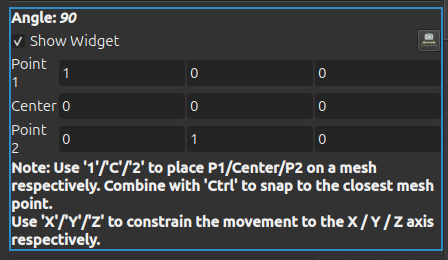 Angle: 90
Show Widget
Point 1 1 0 0
Center 0 0 0
Point 2 0 1 0
Note: Use '1'/'C'/'2' to place P1/Center/P2 on a mesh
respectively. Combine with 'Ctrl' to snap to the closest mesh
point.
Use 'X'/'Y'/'Z' to constrain the movement to the X / Y / Z axis
respectively.